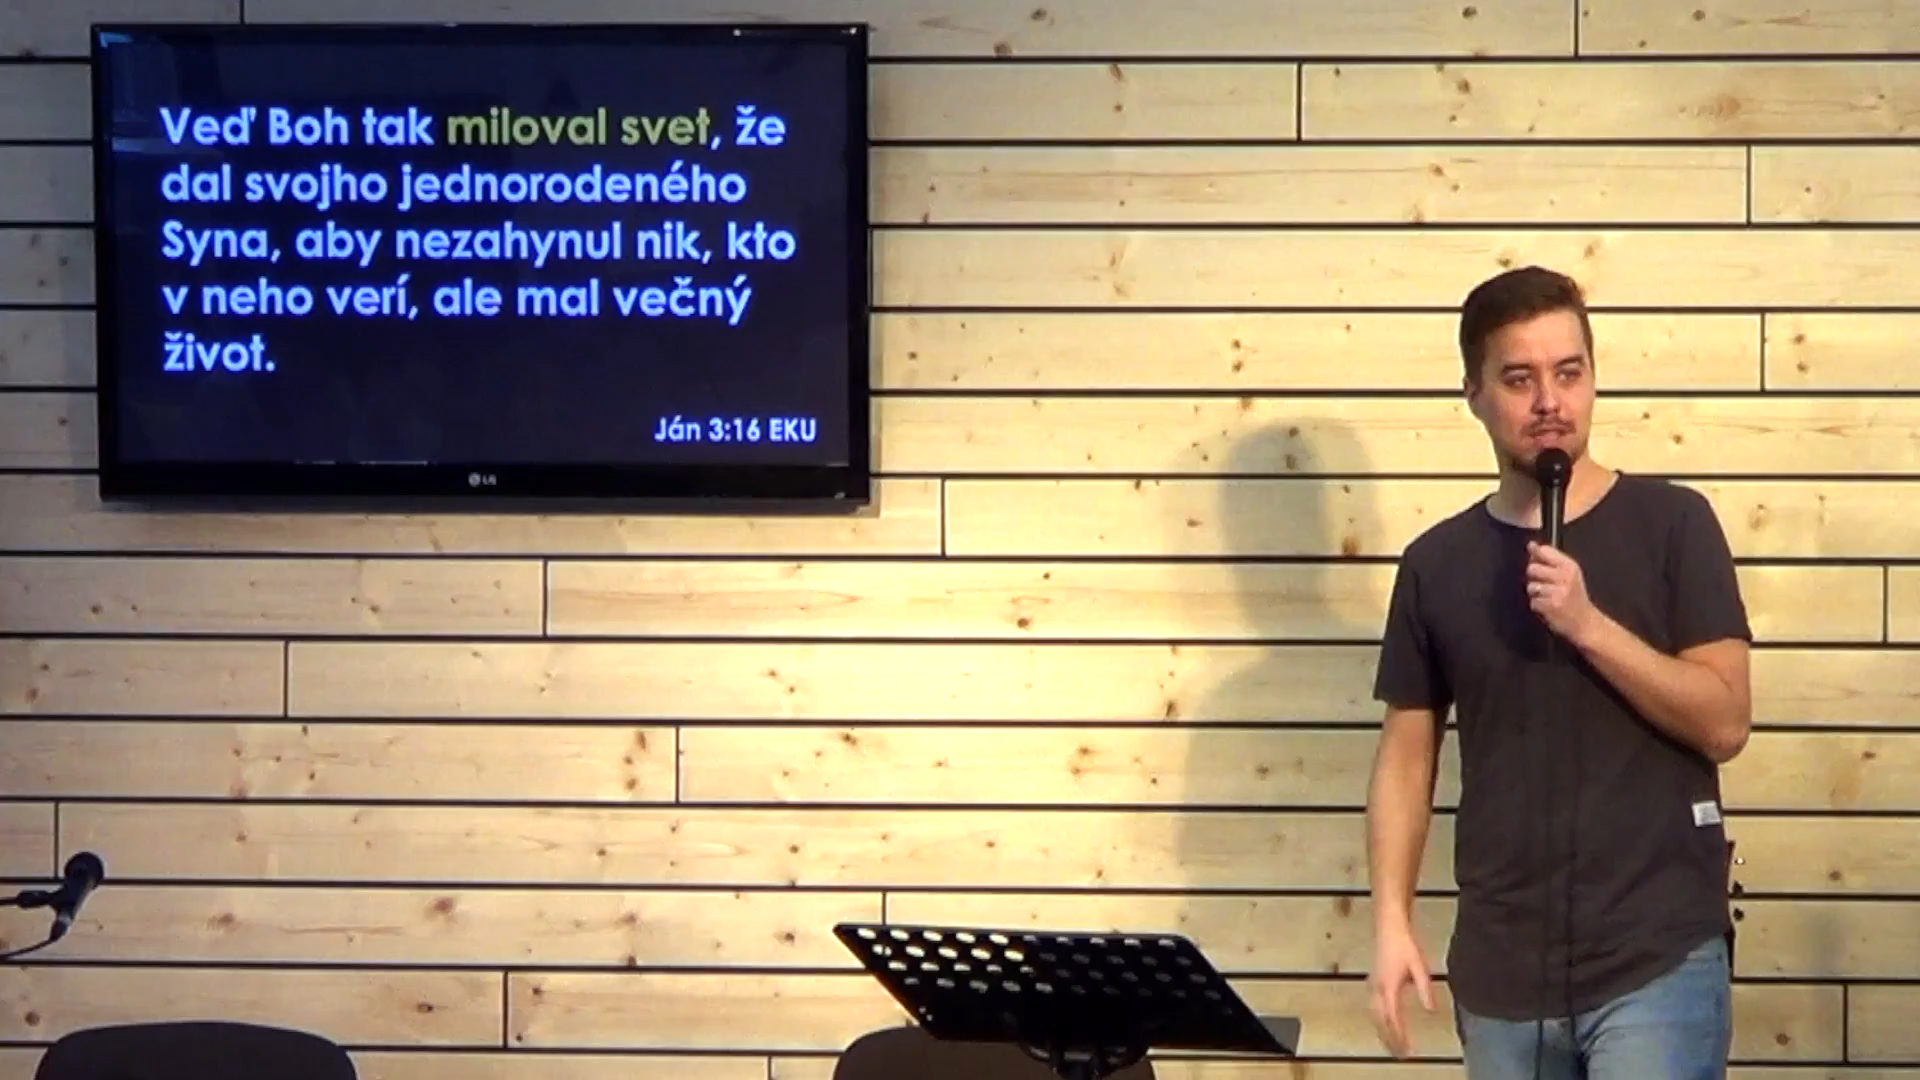 Veď Boh tak miloval svet, že
dal svojho jednorodeného
Syna, aby nezahynul nik, kto
v neho verí, ale mal večný
život.
Ján 3:16 EKU
LG